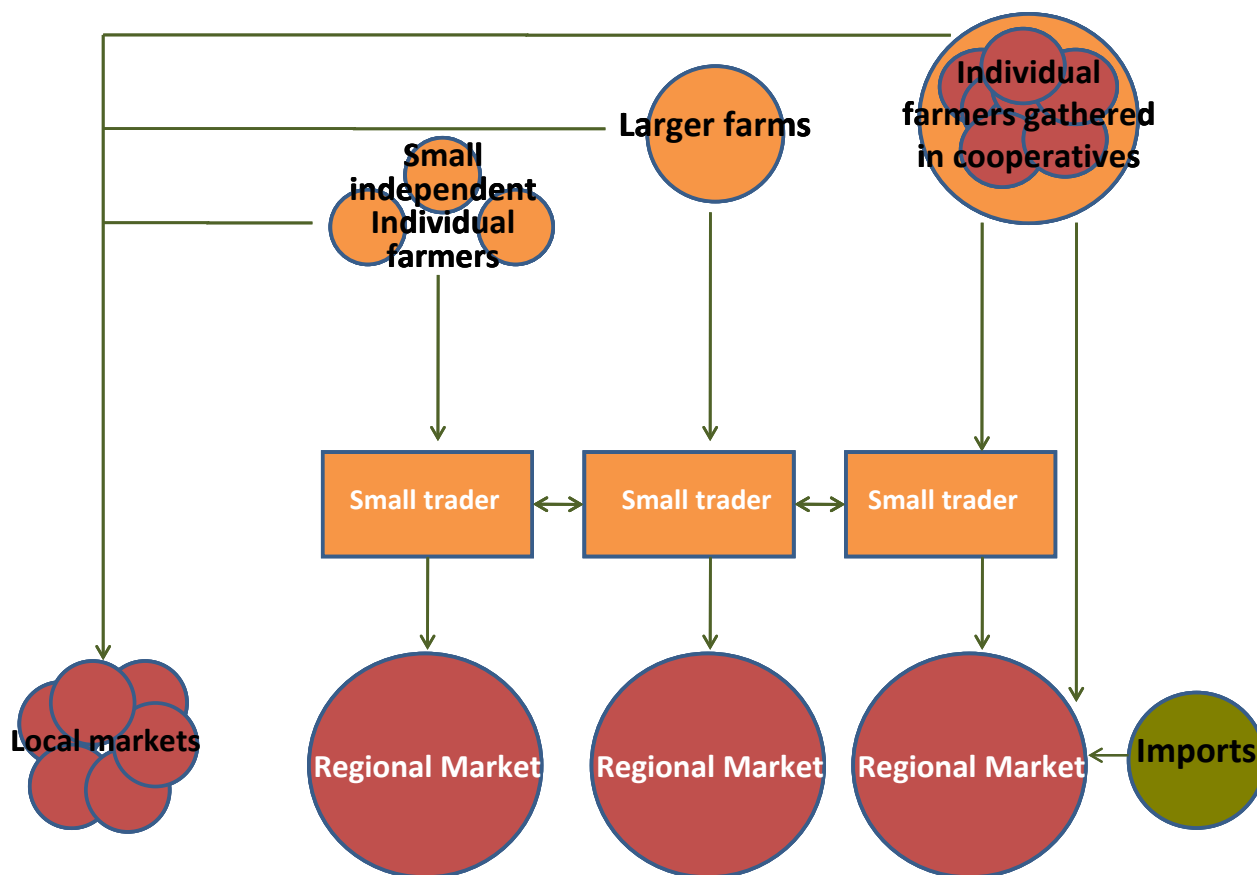 Individual
farmers gathered
in cooperatives
Larger farms
Small
independent
Individual
farmers
Small trader
Small trader
Small trader
Local markets
Regional Market
Regional Market
Regional Market
Imports